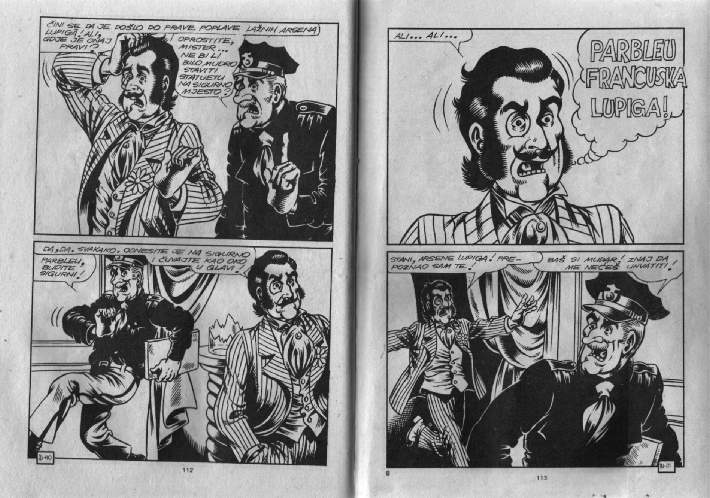 ČINI SE DA JE DOŠLO DO PRAVE POPLAVE LAŽNIH ARSENA
LUPIGA! ALI,
GDJE JE ONAJ
PRAVI?
OPROSTITE,
MISTER...
NE BI LI
BILO MUDRO
STAVITI
STATUETU
NA SIGURNO
MJESTO?
DA, DA, SVAKAKO. ODNESITE JE NA SIGURNO
I ČUVAJTE KAO OKO
U GLAVI!
PARBLEU,
BUDITE
SIGURNI!
112
ALI... ALI...
PARBLEU
FRANCUSKA
LUPIGA!
STANI, ARSENE LUPIGA! PRE-
POZNAO SAM TE!
BAŠ SI MUDAR! ZNAJ DA
ME NEĆEŠ UHVATITI!
8
113